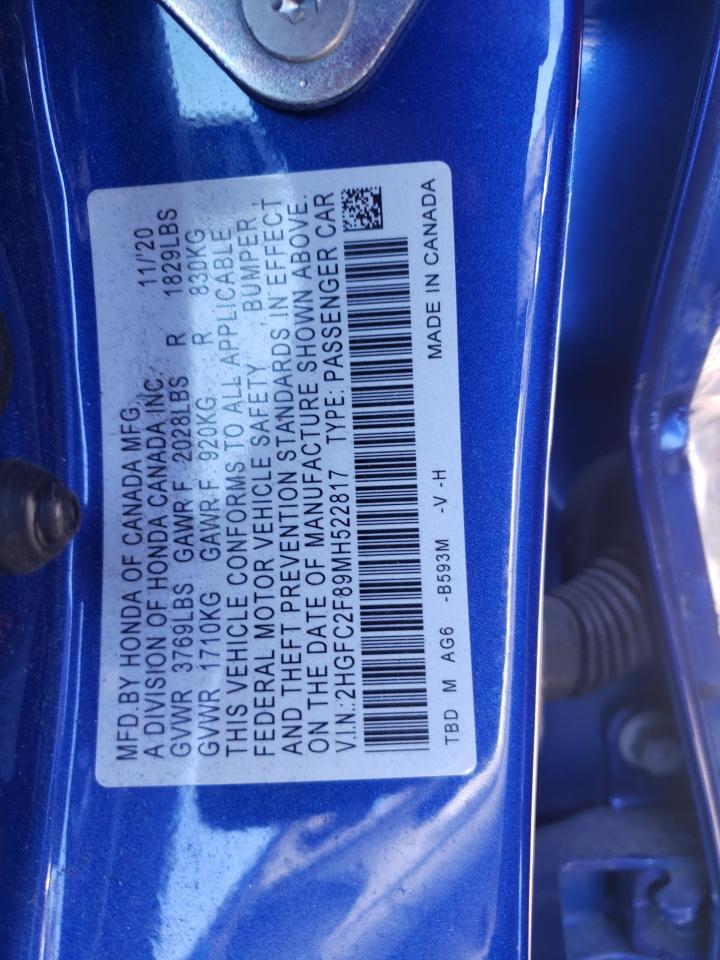 MFD.BY HONDA OF CANADA MFG. 11/'20
A DIVISION OF HONDA CANADA INC.
GVWR 3769LBS GAWR F 2028LBS R 1829LBS
GVWR 1710KG GAWR F 920KG R 830KG
THIS VEHICLE CONFORMS TO ALL APPLICABLE
FEDERAL MOTOR VEHICLE SAFETY BUMPER,
AND THEFT PREVENTION STANDARDS IN EFFECT
ON THE DATE OF MANUFACTURE SHOWN ABOVE.
V.I.N.:2HGFC2F89MH522817 TYPE: PASSENGER CAR
MADE IN CANADA
TBD M AG6 -B593M -V-H